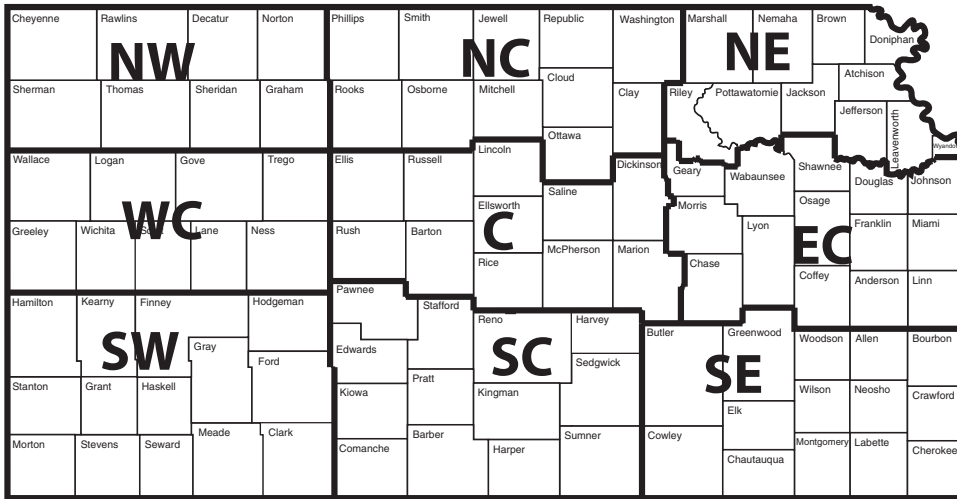 Cheyenne Rawlins Decatur Norton Phillips Smith Jewell Republic Washington Marshall Nemaha Brown
Doniphan
NW NC NE
Sherman Thomas Sheridan Graham Rooks Osborne Mitchell Cloud Clay Riley Pottawatomie Jackson Atchison
Jefferson Leavenworth
Ottawa
Wallace Logan Gove Trego Ellis Russell Lincoln Dickinson Geary Wabaunsee Shawnee Douglas Johnson
Saline
WC C EC
Greeley Wichita Lane Ness Rush Barton Ellsworth Morris Lyon Osage Franklin Miami
Rice McPherson Marion Chase Coffey Anderson Linn
Hamilton Kearny Finney Hodgeman Pawnee Stafford Reno Harvey Butler Greenwood Woodson Allen Bourbon
SW SC SE
Gray Ford Edwards Sedgwick
Stanton Grant Haskell Kiowa Pratt Kingman Elk Wilson Neosho Crawford
Morton Stevens Seward Meade Clark Comanche Barber Harper Sumner Cowley Chautauqua Montgomery Labette Cherokee